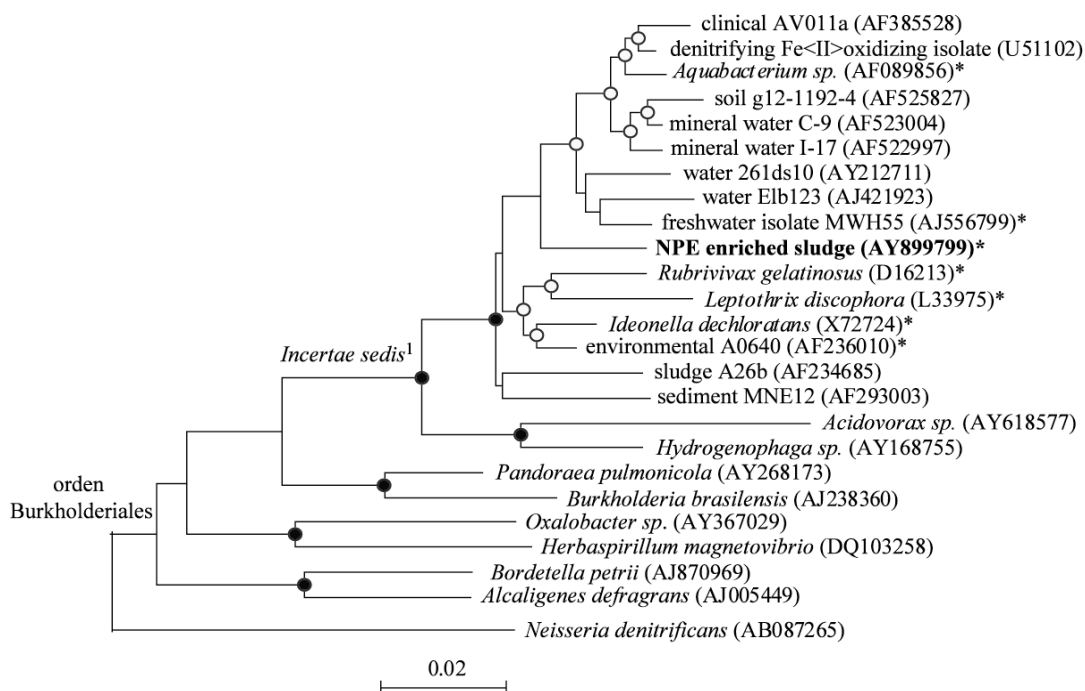 clinical AV011a (AF385528)
denitrifying Fe<II>oxidizing isolate (U51102)
Aquabacterium sp. (AF089856)*
soil g12-1192-4 (AF525827)
mineral water C-9 (AF523004)
mineral water I-17 (AF522997)
water 261ds10 (AY212711)
water Elb123 (AJ421923)
freshwater isolate MWH55 (AJ556799)*
NPE enriched sludge (AY899799)*
Rubrivivax gelatinosus (D16213)*
Leptothrix discophora (L33975)*
Ideonella dechloratans (X72724)*
environmental A0640 (AF236010)*
Incertae sedis¹
sludge A26b (AF234685)
sediment MNE12 (AF293003)
Acidovorax sp. (AY618577)
Hydrogenophaga sp. (AY168755)
Pandoraea pulmonicola (AY268173)
orden
Burkholderiales
Burkholderia brasilensis (AJ238360)
Oxalobacter sp. (AY367029)
Herbaspirillum magnetovibrio (DQ103258)
Bordetella petrii (AJ870969)
Alcaligenes defragrans (AJ005449)
Neisseria denitrificans (AB087265)
0.02